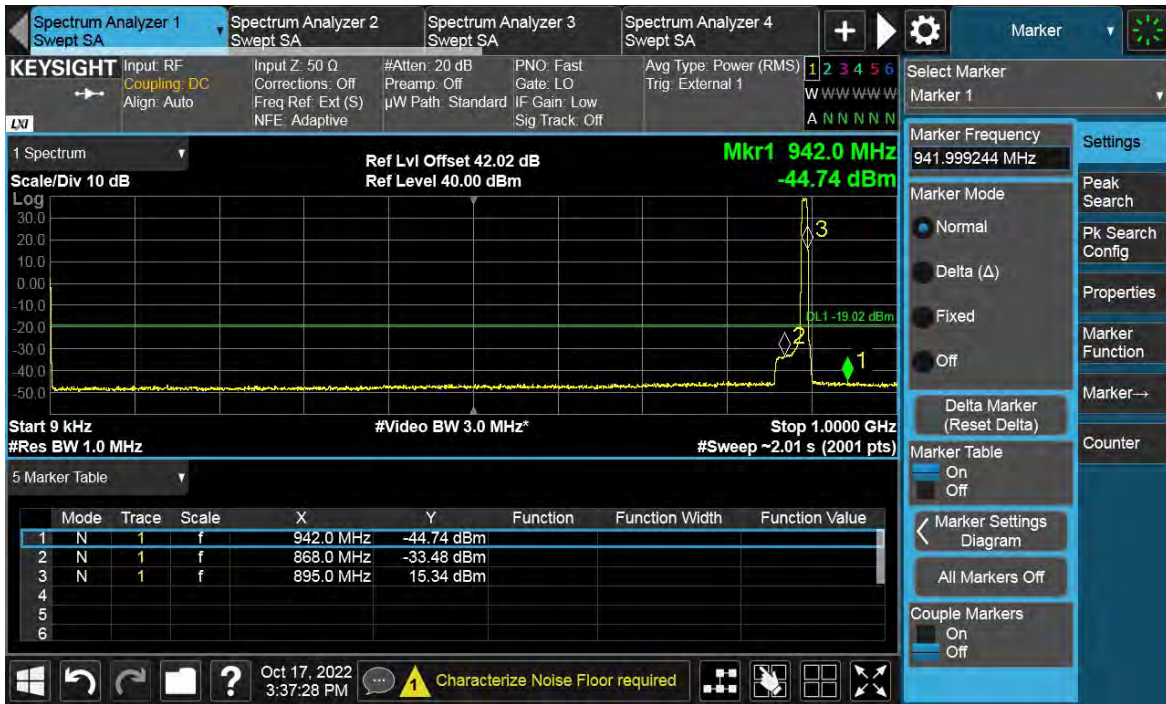 Spectrum Analyzer 1
Swept SA
Spectrum Analyzer 2
Swept SA
Spectrum Analyzer 3
Swept SA
Spectrum Analyzer 4
Swept SA
+
Marker
KEYSIGHT
LXI
Input: RF
Coupling: DC
Align: Auto
Input Z: 50 Ω
Corrections: Off
Freq Ref: Ext (S)
NFE: Adaptive
#Atten: 20 dB
Preamp: Off
µW Path: Standard
PNO: Fast
Gate: LO
IF Gain: Low
Sig Track: Off
Avg Type: Power (RMS)
Trig: External 1
1 2 3 4 5 6
W W W W W W
A N N N N N
1 Spectrum
Scale/Div 10 dB
Ref Lvl Offset 42.02 dB
Ref Level 40.00 dBm
Mkr1 942.0 MHz
-44.74 dBm
Log
30.0
20.0
10.0
0.00
-10.0
-20.0
-30.0
-40.0
-50.0
3
DL1 -19.02 dBm
2
1
Start 9 kHz
#Video BW 3.0 MHz*
Stop 1.0000 GHz
#Res BW 1.0 MHz
#Sweep ~2.01 s (2001 pts)
5 Marker Table
Mode Trace Scale X Y Function Function Width Function Value
1 N 1 f 942.0 MHz -44.74 dBm
2 N 1 f 868.0 MHz -33.48 dBm
3 N 1 f 895.0 MHz 15.34 dBm
4
5
6
? Oct 17, 2022
3:37:28 PM
1 Characterize Noise Floor required
Select Marker
Marker 1
Marker Frequency
941.999244 MHz
Marker Mode
Normal
Delta (Δ)
Fixed
Off
Delta Marker
(Reset Delta)
Marker Table
On
Off
Marker Settings
Diagram
All Markers Off
Couple Markers
On
Off
Settings
Peak
Search
Pk Search
Config
Properties
Marker
Function
Marker→
Counter